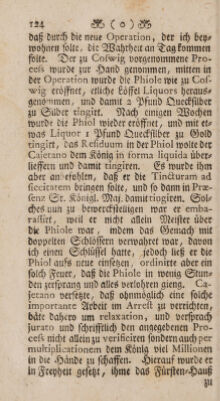 124 ( o )
daß durch die neue Operation, der ich bey-
wohnen solte, die Wahrheit an Tag kommen
solte. Der zu Coswig vorgenommene Pro-
ceß wurde zur Hand genommen, mitten in
der Operation wurde die Phiole wie zu Cos-
wig eröffnet, etliche Löffel Liquors heraus-
genommen, und damit 2 Pfund Quecksilber
zu Silber tingirt. Nach einigen Wochen
wurde die Phiol wieder eröffnet, und mit et-
was Liquor 1 Pfund Quecksilber zu Gold
tingirt, das Residuum in der Phiol wolte der
Cajetano dem König in forma liquida über-
liessern und damit tingiren. Es wurde ihm
aber anbefohlen, daß er die Tincturam ad
siccitatem bringen solte, und so dann in Præ-
senz Sr. Königl. Maj. damit tingiren. Sol-
ches nun zu bewercksteligen war er emba-
rassirt, weil er nicht allein Meister über
die Phiole war, indem das Gemach mit
doppelten Schlössern verwahret war, davon
ich einen Schlüssel hatte, jedoch ließ er die
Phiol aufs neue einsetzen, ordinirte aber ein
solch Feuer, daß die Phiole in wenig Stun-
den zersprang und alles verlohren gieng. Ca-
jetano versetzte, daß ohnmöglich eine solche
importante Arbeit im Arrest zu verrichten,
bäte dahero um relaxation, und versprach
jurato und schrifftlich den angegebenen Pro-
ceß nicht allein zu verificiren sondern auch per
multiplicationem dem König viel Millionen
in die Hände zu schaffen. Hierauf wurde er
in Freyheit gesetzt, ihme das Fürsten-Hauß
zu